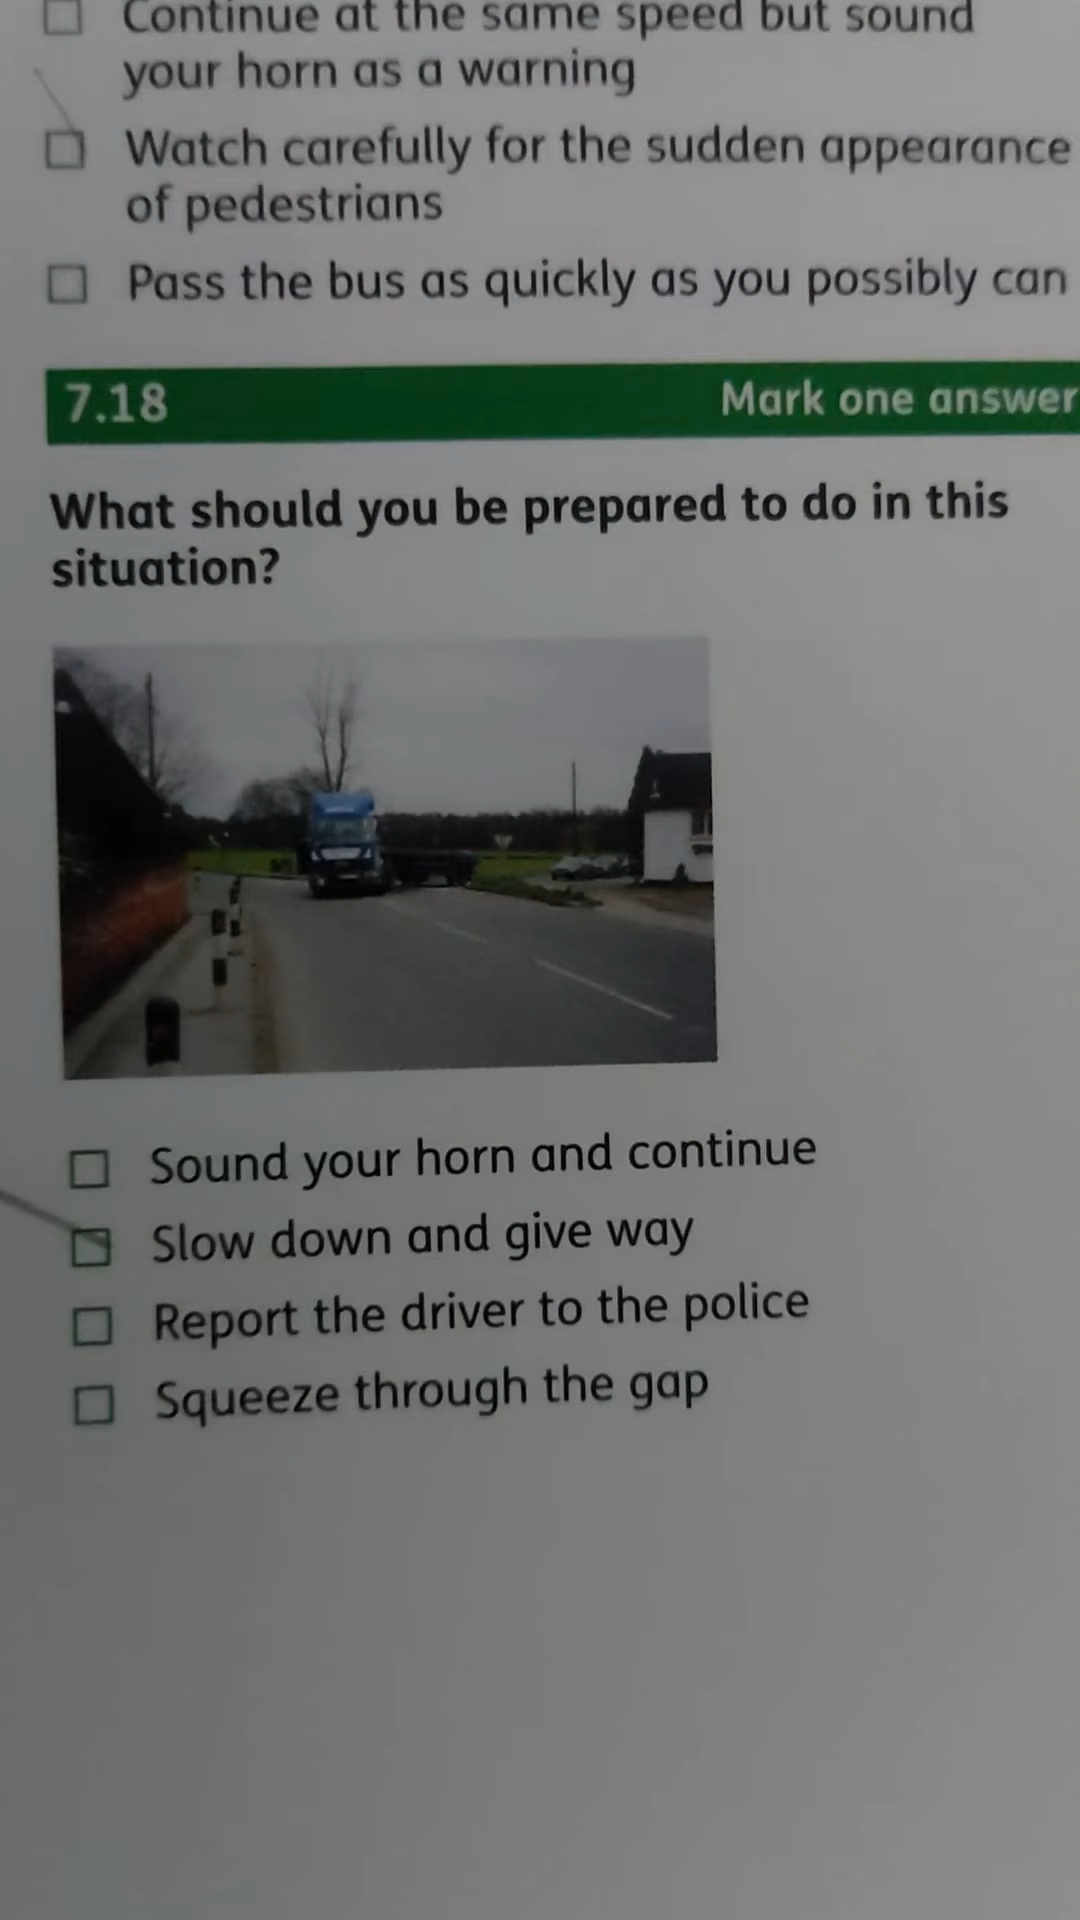 Continue at the same speed but sound
your horn as a warning
Watch carefully for the sudden appearance
of pedestrians
Pass the bus as quickly as you possibly can
7.18 Mark one answer
What should you be prepared to do in this
situation?
Sound your horn and continue
Slow down and give way
Report the driver to the police
Squeeze through the gap